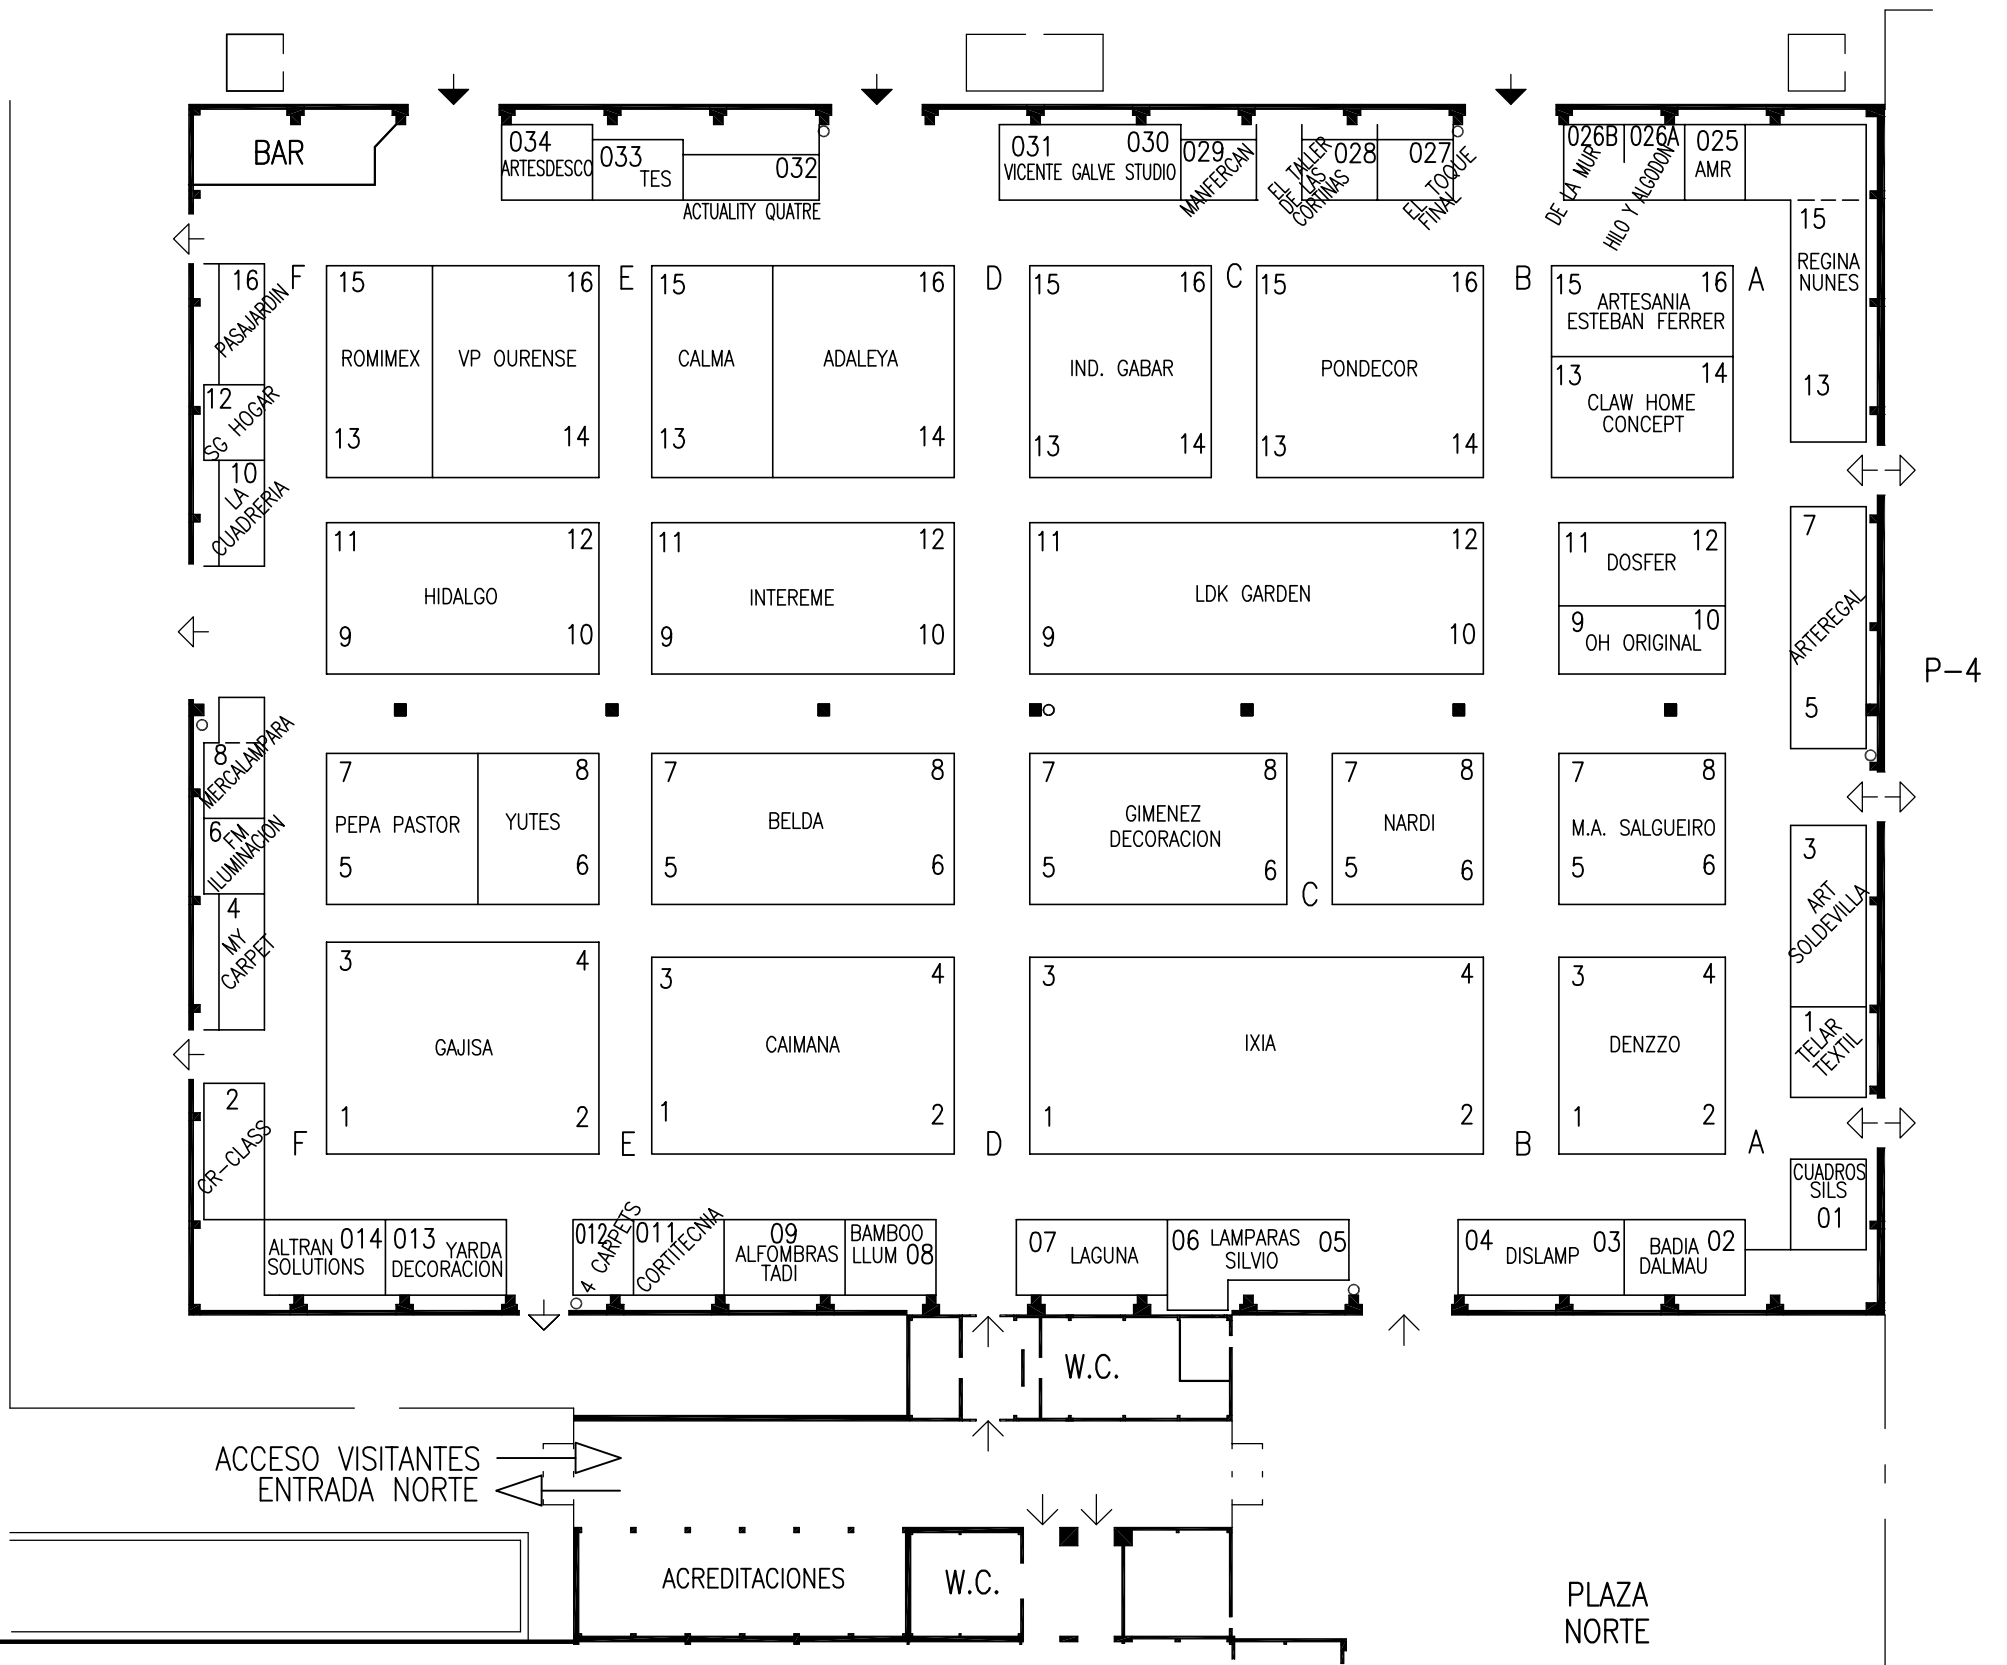 BAR
034
ARTESDESCO
033
TES
032
ACTUALITY QUATRE
031
030
VICENTE GALVE STUDIO
029
MANFERCAN
028
EL TALLER
DE LAS
CORTINAS
027
EL TOQUE
FINAL
026B
DE LA MUR
026A
HILO Y ALGODON
025
AMR
15
REGINA
NUNES
13
F
E
D
C
B
A
16
PASAJARDIN
12
SG HOGAR
10
LA
CUADRERIA
15
ROMIMEX
13
16
VP OURENSE
14
15
CALMA
13
16
ADALEYA
14
15 16
IND. GABAR
13 14
15 16
PONDECOR
13 14
15 16
ARTESANIA
ESTEBAN FERRER
13 14
CLAW HOME
CONCEPT
11 12
HIDALGO
9 10
11 12
INTEREME
9 10
11 12
LDK GARDEN
9 10
11 12
DOSFER
9 10
OH ORIGINAL
7
ARTEREGAL
5
P-4
8
MERCALAMPARA
6
FM
ILUMINACION
4
MY
CARPET
7
PEPA PASTOR
5
8
YUTES
6
7 8
BELDA
5 6
7 8
GIMENEZ
DECORACION
5 6
C
7 8
NARDI
5 6
7 8
M.A. SALGUEIRO
5 6
3
ART
SOLDEVILLA
1
TELAR
TEXTIL
3 4
GAJISA
1 2
3 4
CAIMANA
1 2
3 4
IXIA
1 2
3 4
DENZZO
1 2
2
CR-CLASS
F
E
D
B
A
CUADROS
SILS
01
ALTRAN 014
SOLUTIONS
013 YARDA
DECORACION
012
4 CARPETS
011
CORTITECNIA
09
ALFOMBRAS
TADI
BAMBOO
LLUM 08
07 LAGUNA
06 LAMPARAS 05
SILVIO
04 DISLAMP 03
BADIA 02
DALMAU
W.C.
ACCESO VISITANTES
ENTRADA NORTE
ACREDITACIONES
W.C.
PLAZA
NORTE